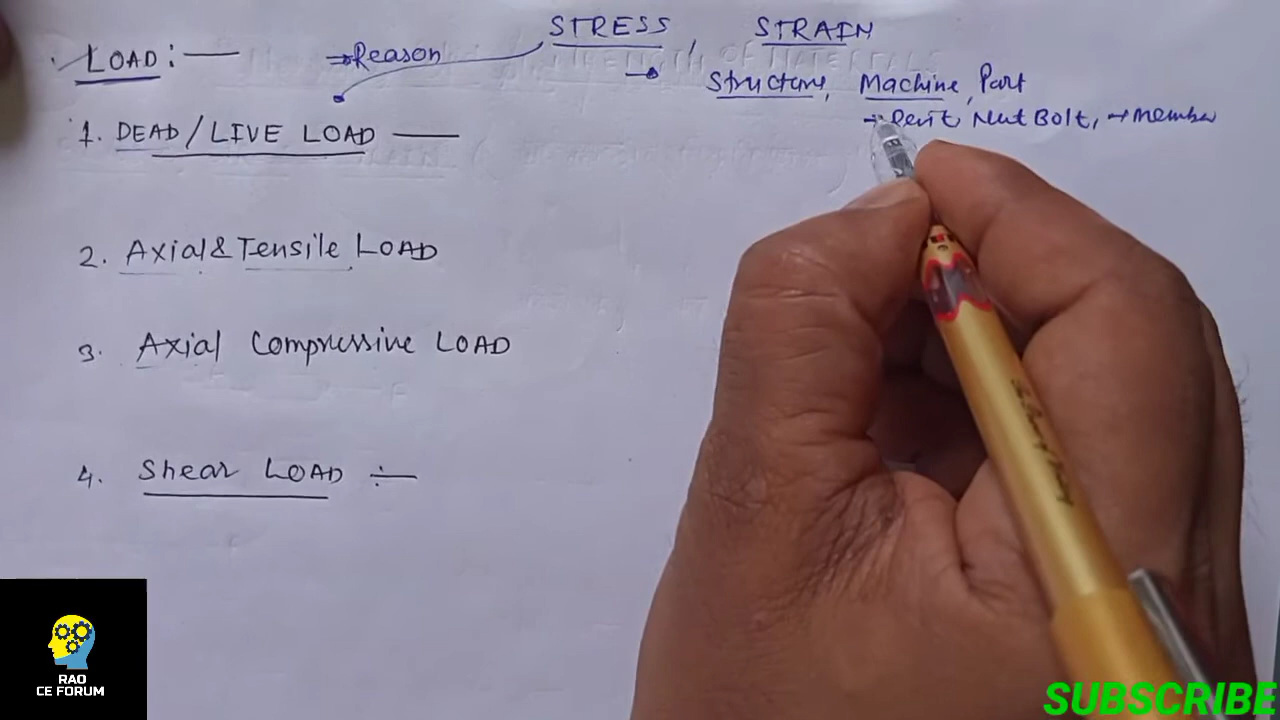 STRESS, STRAIN
LOAD:— →Reason
→ Structure, Machine, Part
→ Revit Nut Bolt, → Member
1. DEAD/LIVE LOAD —
2. Axial&Tensile LOAD
3. Axial Compressive LOAD
4. Shear LOAD ÷—
RAO
CE FORUM
SUBSCRIBE